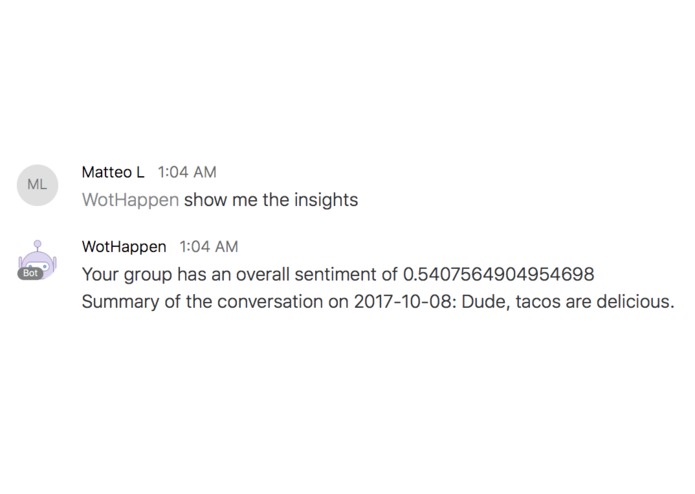 Matteo L 1:04 AM
ML
WotHappen show me the insights
WotHappen 1:04 AM
Bot
Your group has an overall sentiment of 0.5407564904954698
Summary of the conversation on 2017-10-08: Dude, tacos are delicious.